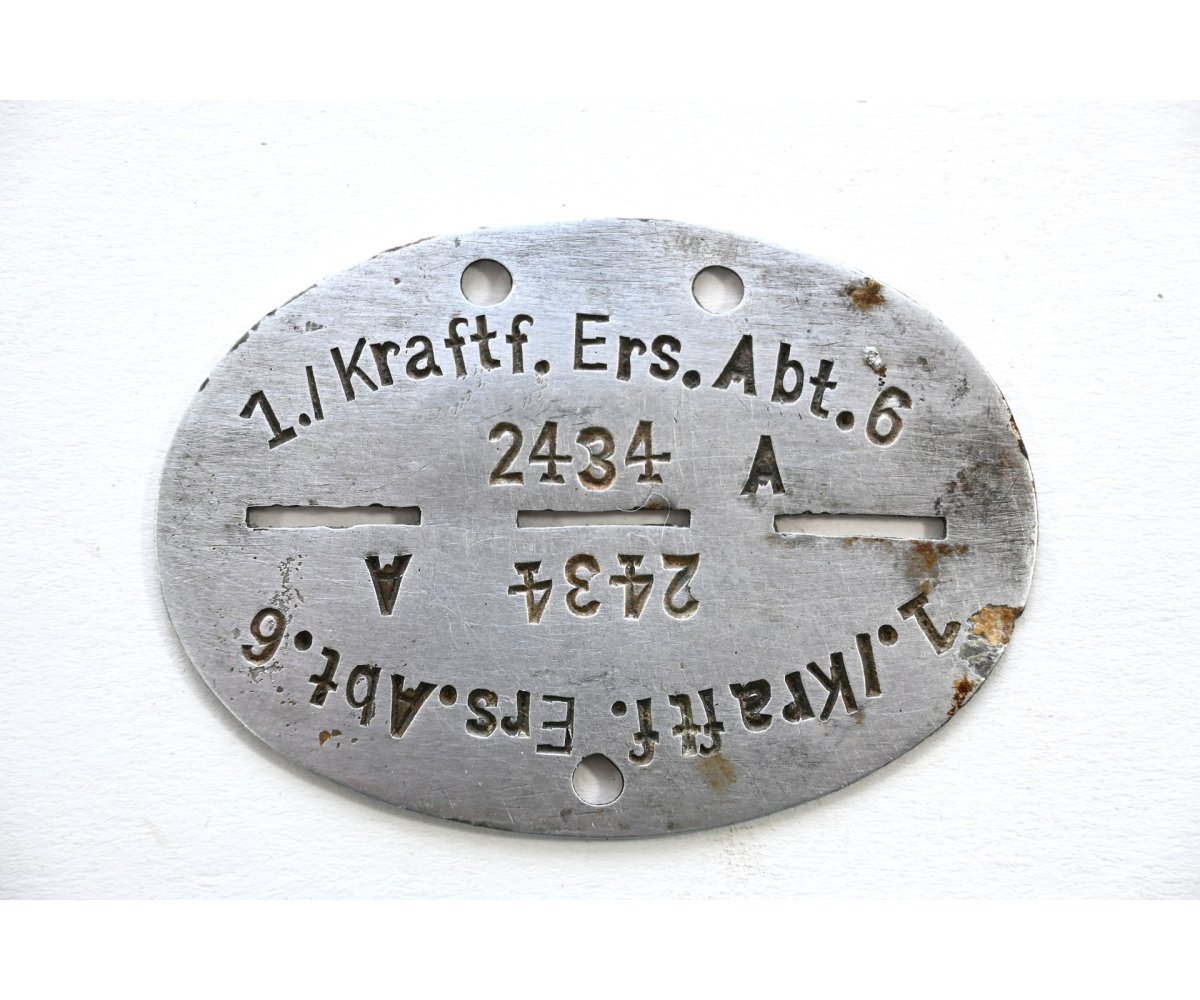 1./Kraftf. Ers. Abt. 6
2434 A
2434 A
1./Kraftf. Ers. Abt. 6